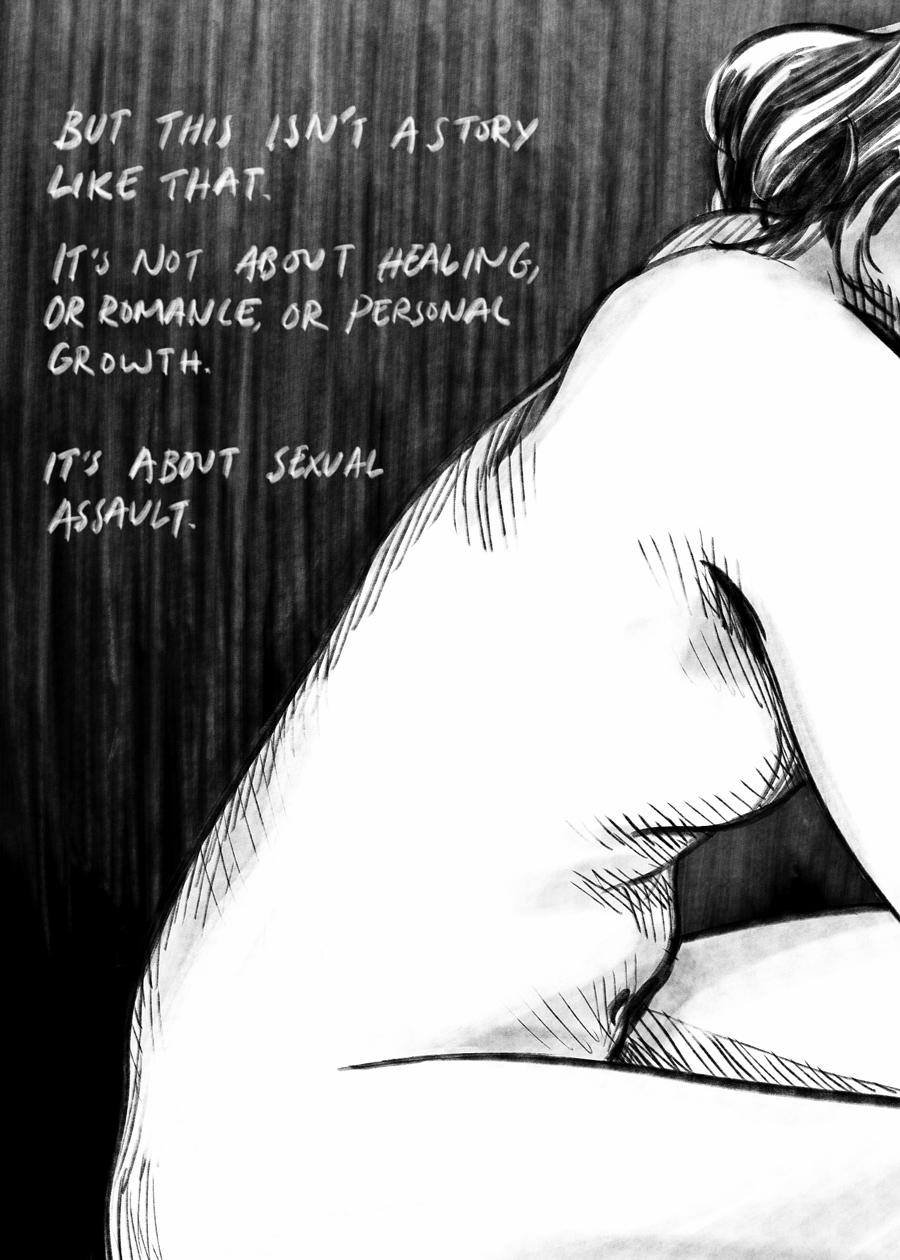 BUT THIS ISN'T A STORY
LIKE THAT.
IT'S NOT ABOUT HEALING,
OR ROMANCE, OR PERSONAL
GROWTH.
IT'S ABOUT SEXUAL
ASSAULT.